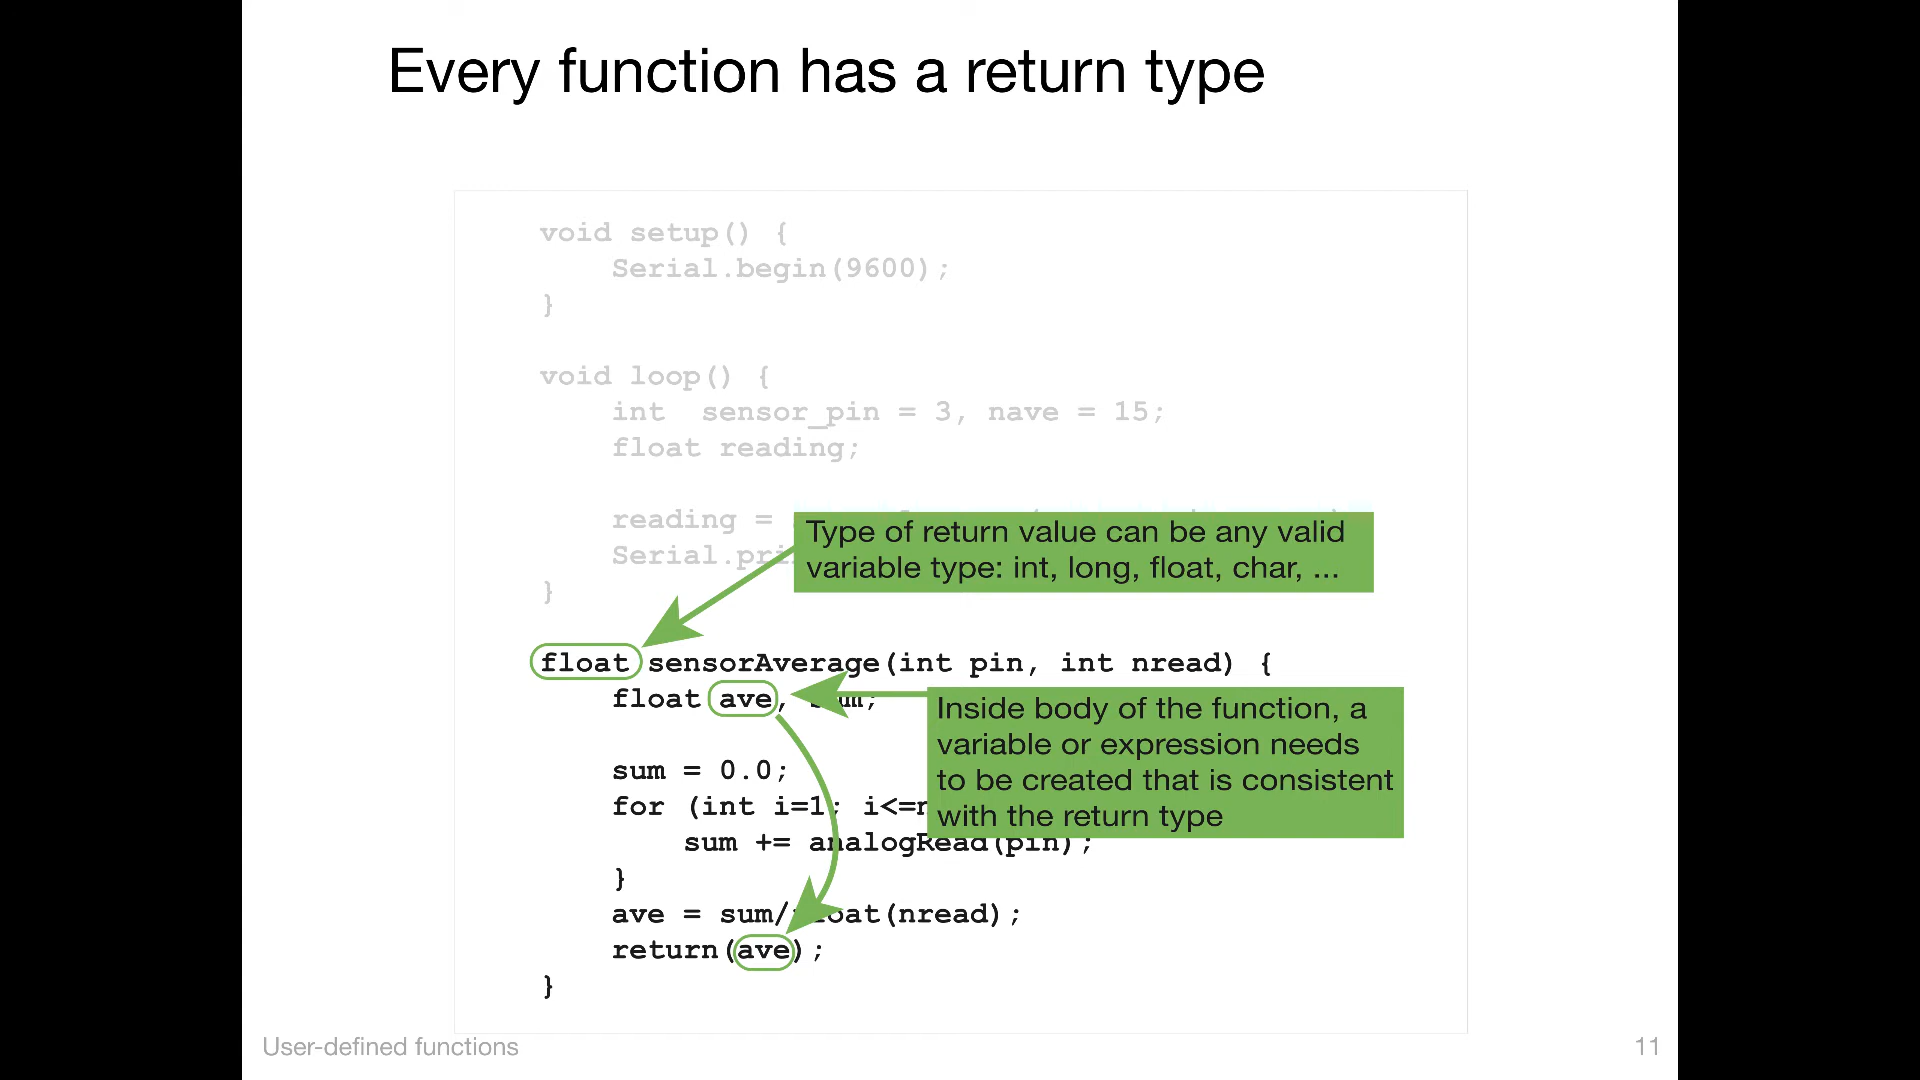 Every function has a return type
void setup() {
Serial.begin(9600);
}
void loop() {
int sensor_pin = 3, nave = 15;
float reading;
reading =
Type of return value can be any valid
variable type: int, long, float, char, ...
}
float sensorAverage(int pin, int nread) {
float ave, sum;
Inside body of the function, a
variable or expression needs
to be created that is consistent
with the return type
sum = 0.0;
for (int i=1; i<=n
sum += analogRead(pin);
}
ave = sum/float(nread);
return(ave);
}
User-defined functions
11